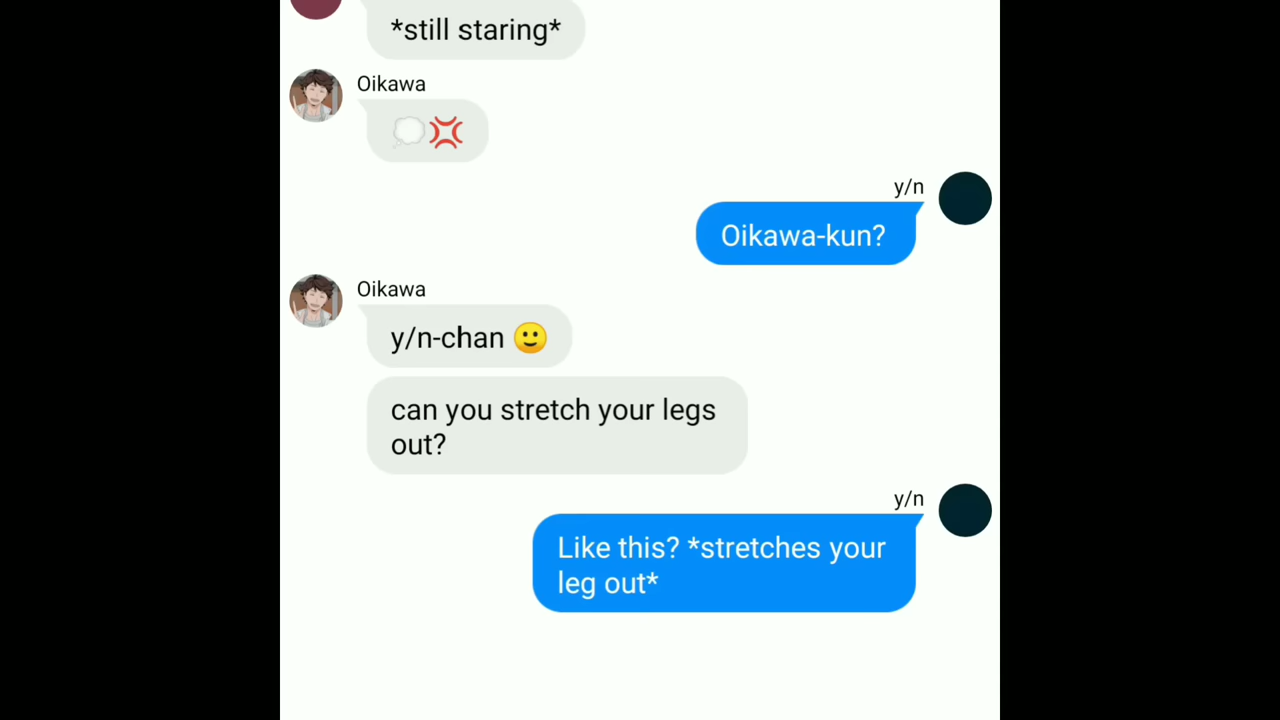 *still staring*
Oikawa
💭💢
y/n
Oikawa-kun?
Oikawa
y/n-chan 🙂
can you stretch your legs
out?
y/n
Like this? *stretches your
leg out*